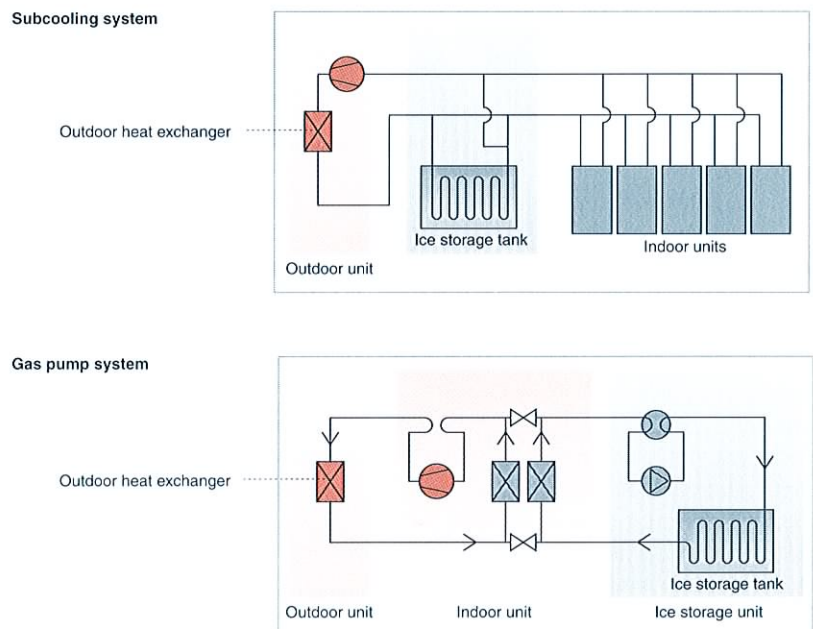 Subcooling system
Outdoor heat exchanger
Ice storage tank
Indoor units
Outdoor unit
Gas pump system
Outdoor heat exchanger
Ice storage tank
Outdoor unit
Indoor unit
Ice storage unit